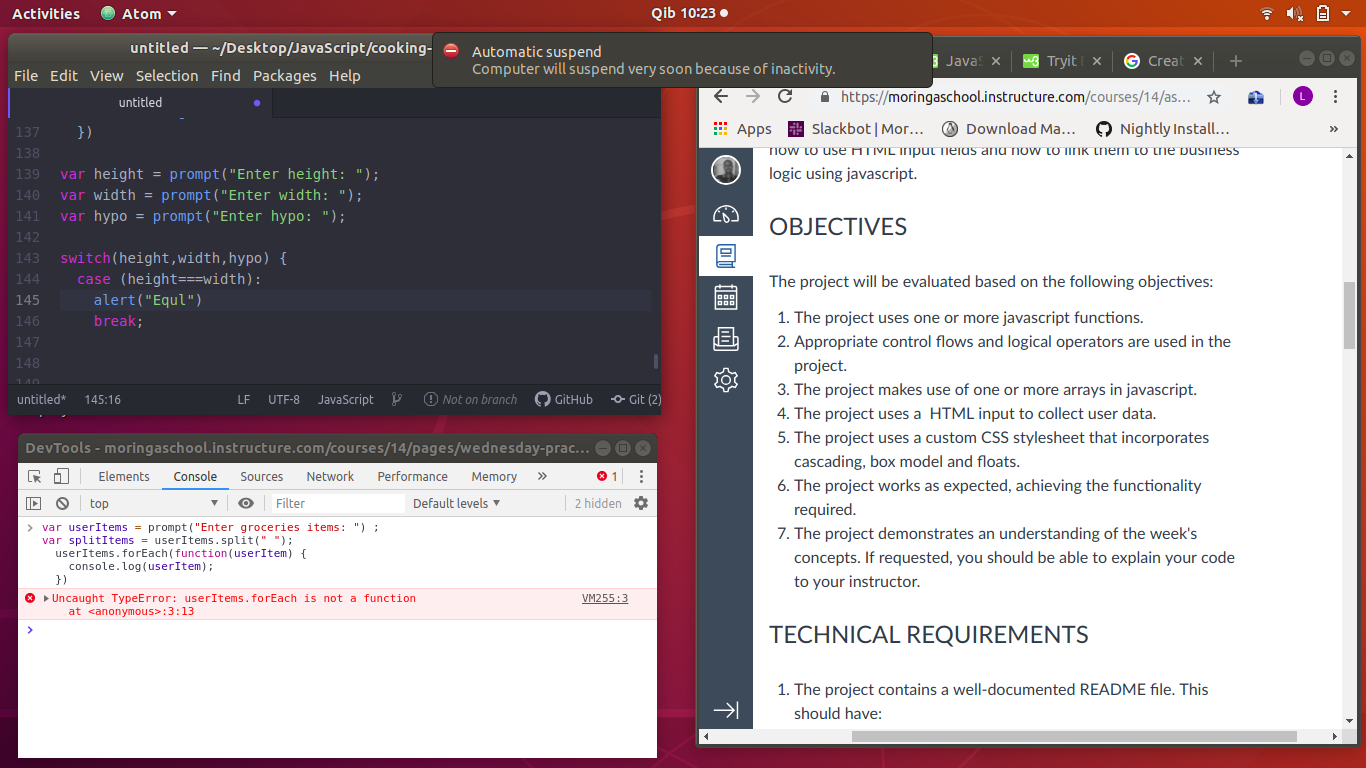 Activities
Atom
Qib 10:23
untitled — ~/Desktop/JavaScript/cooking-
File Edit View Selection Find Packages Help
Automatic suspend
Computer will suspend very soon because of inactivity.
untitled
137 })
138
139 var height = prompt("Enter height: ");
140 var width = prompt("Enter width: ");
141 var hypo = prompt("Enter hypo: ");
142
143 switch(height,width,hypo) {
144 case (height===width):
145 alert("Equl")
146 break;
147
148
149
untitled* 145:16 LF UTF-8 JavaScript Not on branch GitHub Git (2)
DevTools - moringaschool.instructure.com/courses/14/pages/wednesday-prac...
Elements Console Sources Network Performance Memory » 1
top Filter Default levels 2 hidden
var userItems = prompt("Enter groceries items: ") ;
var splitItems = userItems.split(" ");
userItems.forEach(function(userItem) {
console.log(userItem);
})
Uncaught TypeError: userItems.forEach is not a function VM255:3
at <anonymous>:3:13
JavaS Tryit E Creat
https://moringaschool.instructure.com/courses/14/as... L
Apps Slackbot | Mor... Download Ma... Nightly Install... »
how to use HTML input fields and how to link them to the business
logic using javascript.
OBJECTIVES
The project will be evaluated based on the following objectives:
1. The project uses one or more javascript functions.
2. Appropriate control flows and logical operators are used in the
project.
3. The project makes use of one or more arrays in javascript.
4. The project uses a HTML input to collect user data.
5. The project uses a custom CSS stylesheet that incorporates
cascading, box model and floats.
6. The project works as expected, achieving the functionality
required.
7. The project demonstrates an understanding of the week's
concepts. If requested, you should be able to explain your code
to your instructor.
TECHNICAL REQUIREMENTS
1. The project contains a well-documented README file. This
should have: